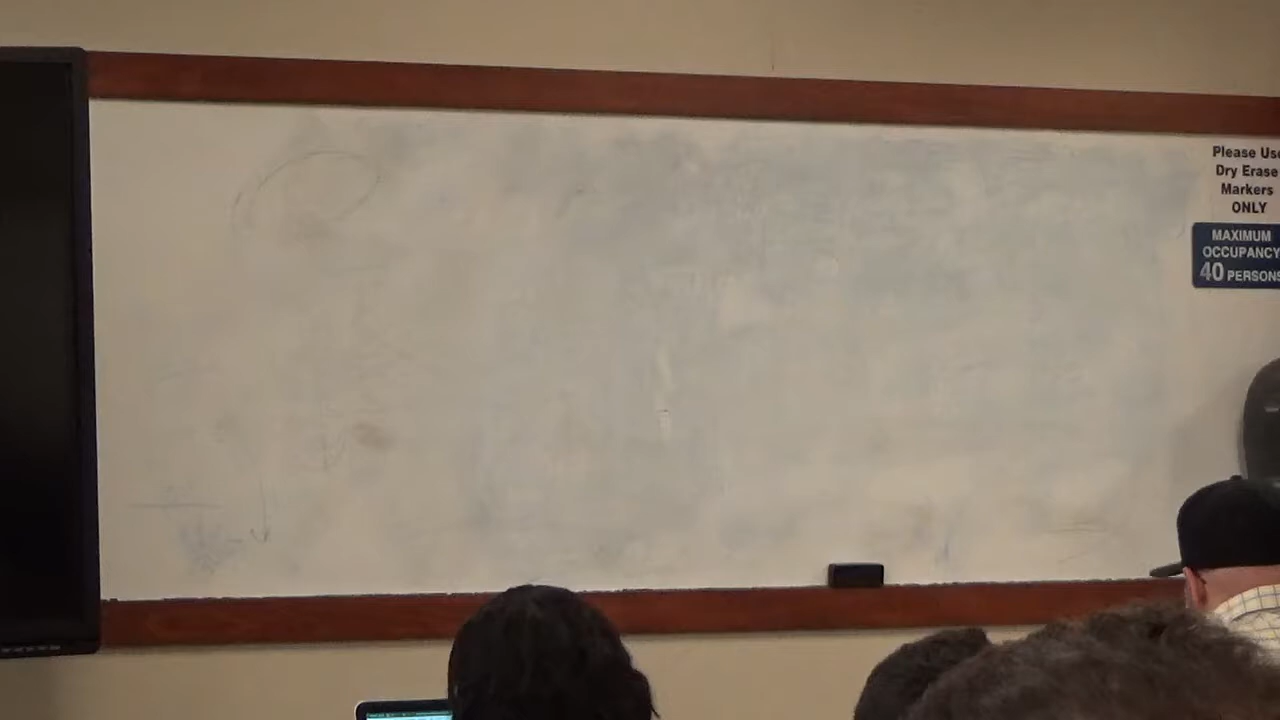 Please Use
Dry Erase
Markers
ONLY
MAXIMUM
OCCUPANCY
40 PERSONS